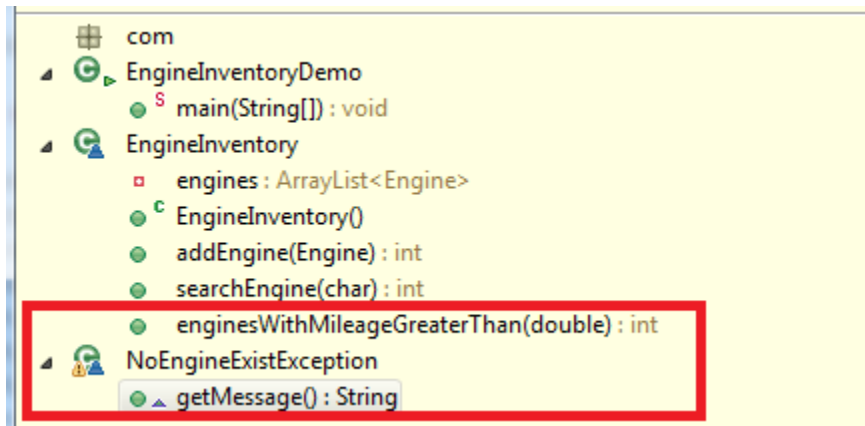 com
EngineInventoryDemo
S main(String[]) : void
EngineInventory
engines : ArrayList<Engine>
C EngineInventory()
addEngine(Engine) : int
searchEngine(char) : int
enginesWithMileageGreaterThan(double) : int
NoEngineExistException
getMessage() : String